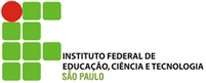 INSTITUTO FEDERAL DE
EDUCAÇÃO, CIÊNCIA E TECNOLOGIA
SÃO PAULO